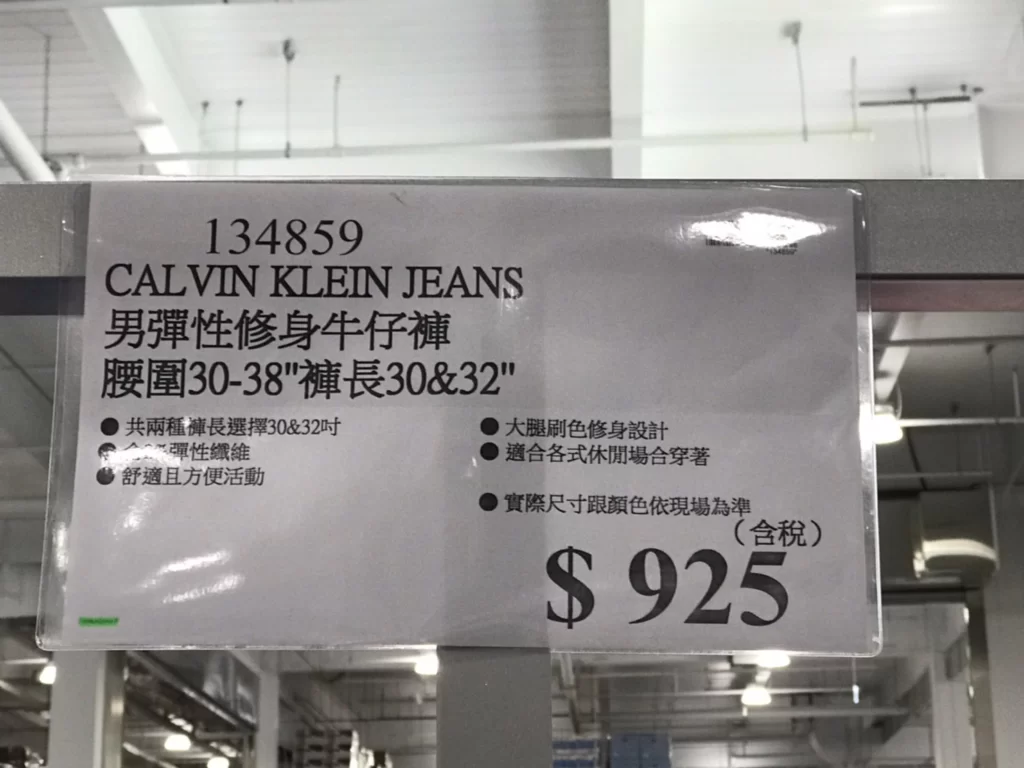 134859
CALVIN KLEIN JEANS
男彈性修身牛仔褲
腰圍30-38"褲長30&32"
● 共兩種褲長選擇30&32吋
● 彈性纖維
● 舒適且方便活動
● 大腿刷色修身設計
● 適合各式休閒場合穿著
● 實際尺寸跟顏色依現場為準
（含稅）
$ 925